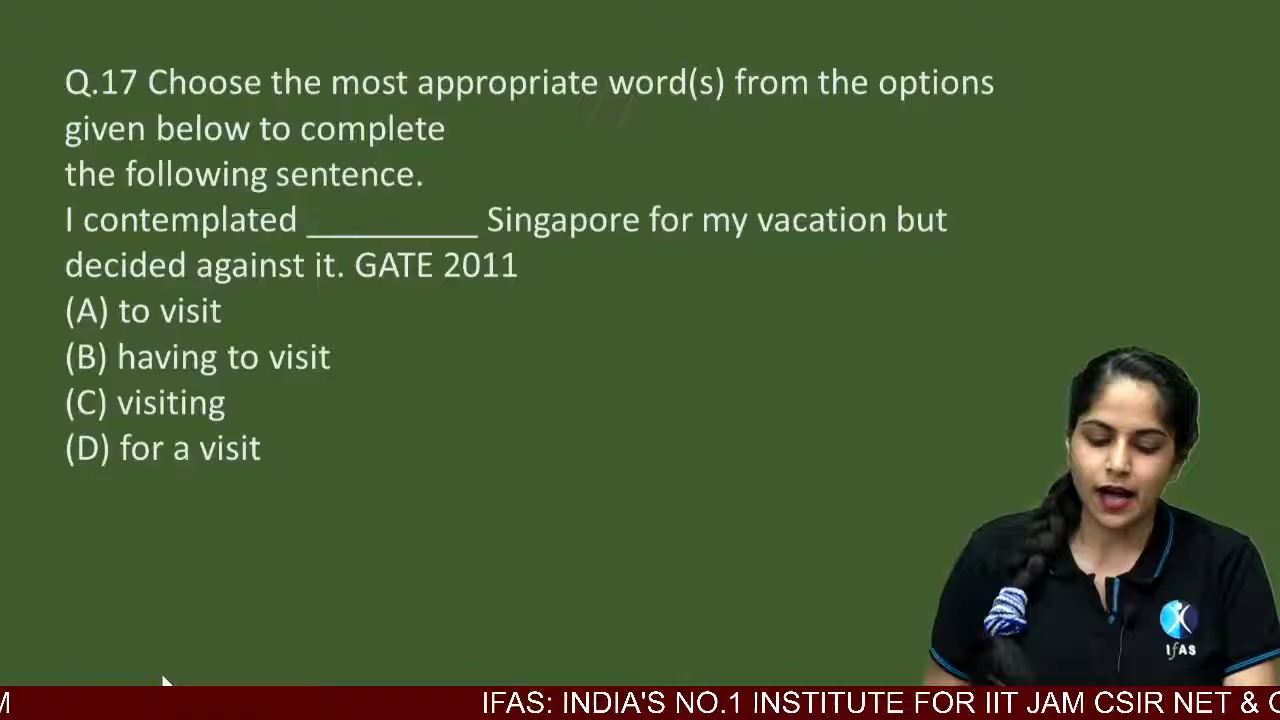 Q.17 Choose the most appropriate word(s) from the options
given below to complete
the following sentence.
I contemplated _________ Singapore for my vacation but
decided against it. GATE 2011
(A) to visit
(B) having to visit
(C) visiting
(D) for a visit
IfAS
M IFAS: INDIA'S NO.1 INSTITUTE FOR IIT JAM CSIR NET &